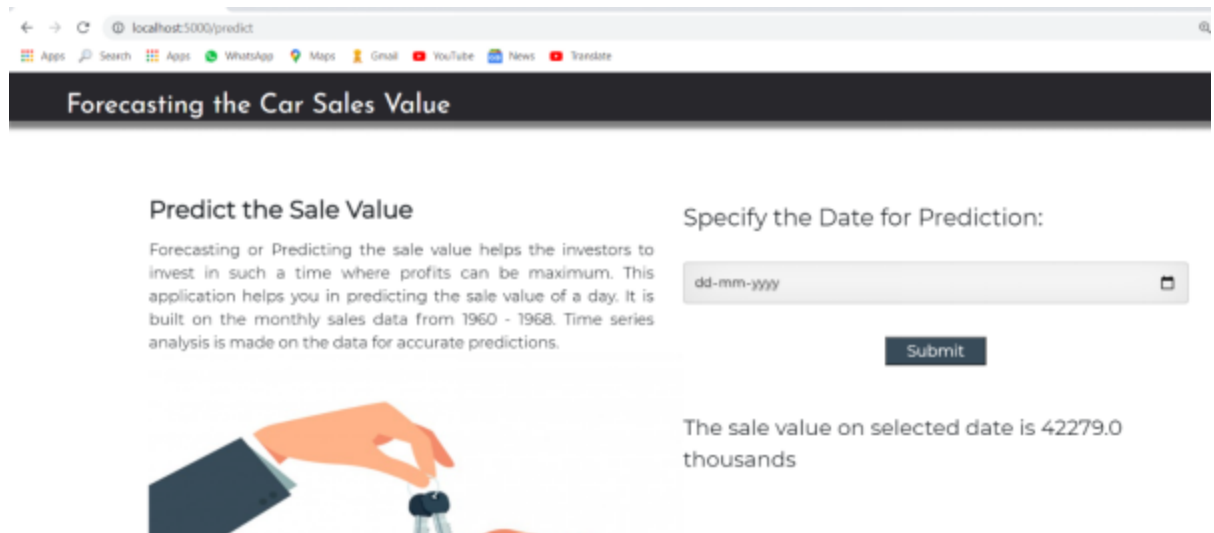 localhost:5000/predict
Apps Search Apps WhatsApp Maps Gmail YouTube News Translate
Forecasting the Car Sales Value
Predict the Sale Value
Forecasting or Predicting the sale value helps the investors to
invest in such a time where profits can be maximum. This
application helps you in predicting the sale value of a day. It is
built on the monthly sales data from 1960 - 1968. Time series
analysis is made on the data for accurate predictions.
Specify the Date for Prediction:
dd-mm-yyyy
Submit
The sale value on selected date is 42279.0
thousands